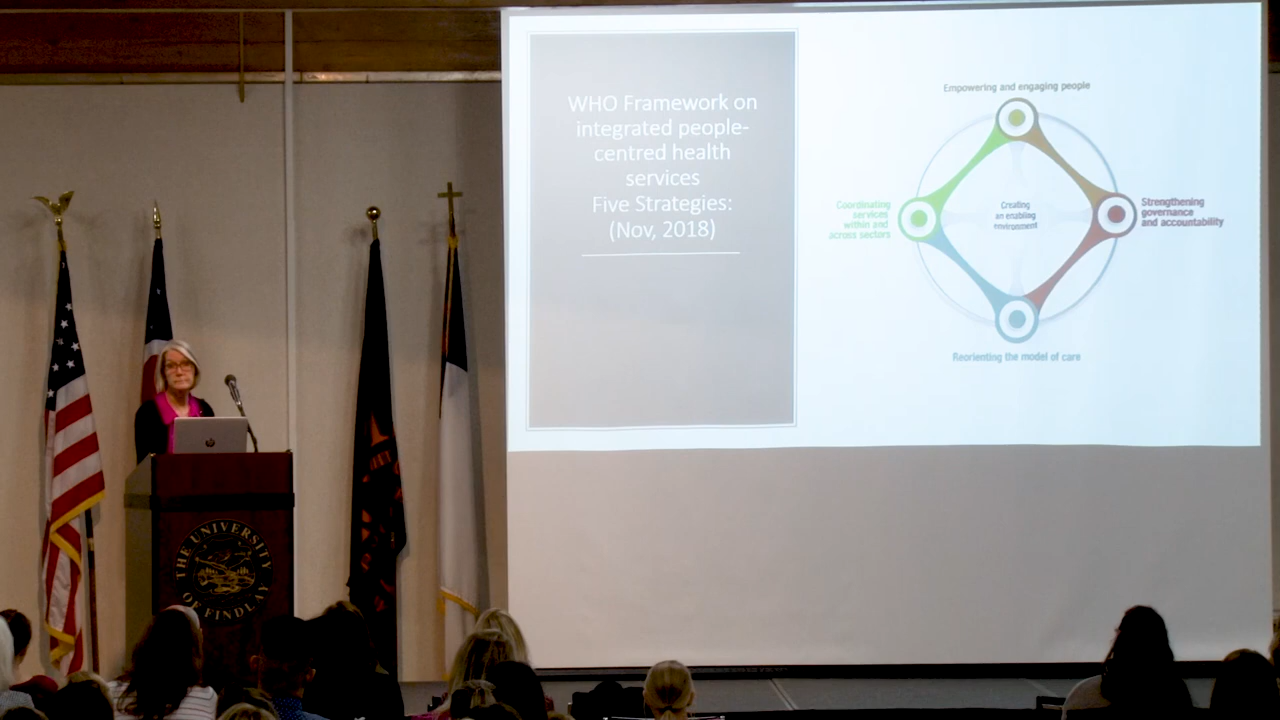 WHO Framework on
integrated people-
centred health
services
Five Strategies:
(Nov, 2018)
Empowering and engaging people
Coordinating
services
within and
across sectors
Creating
an enabling
environment
Strengthening
governance
and accountability
Reorienting the model of care
THE UNIVERSITY
OF FINDLAY